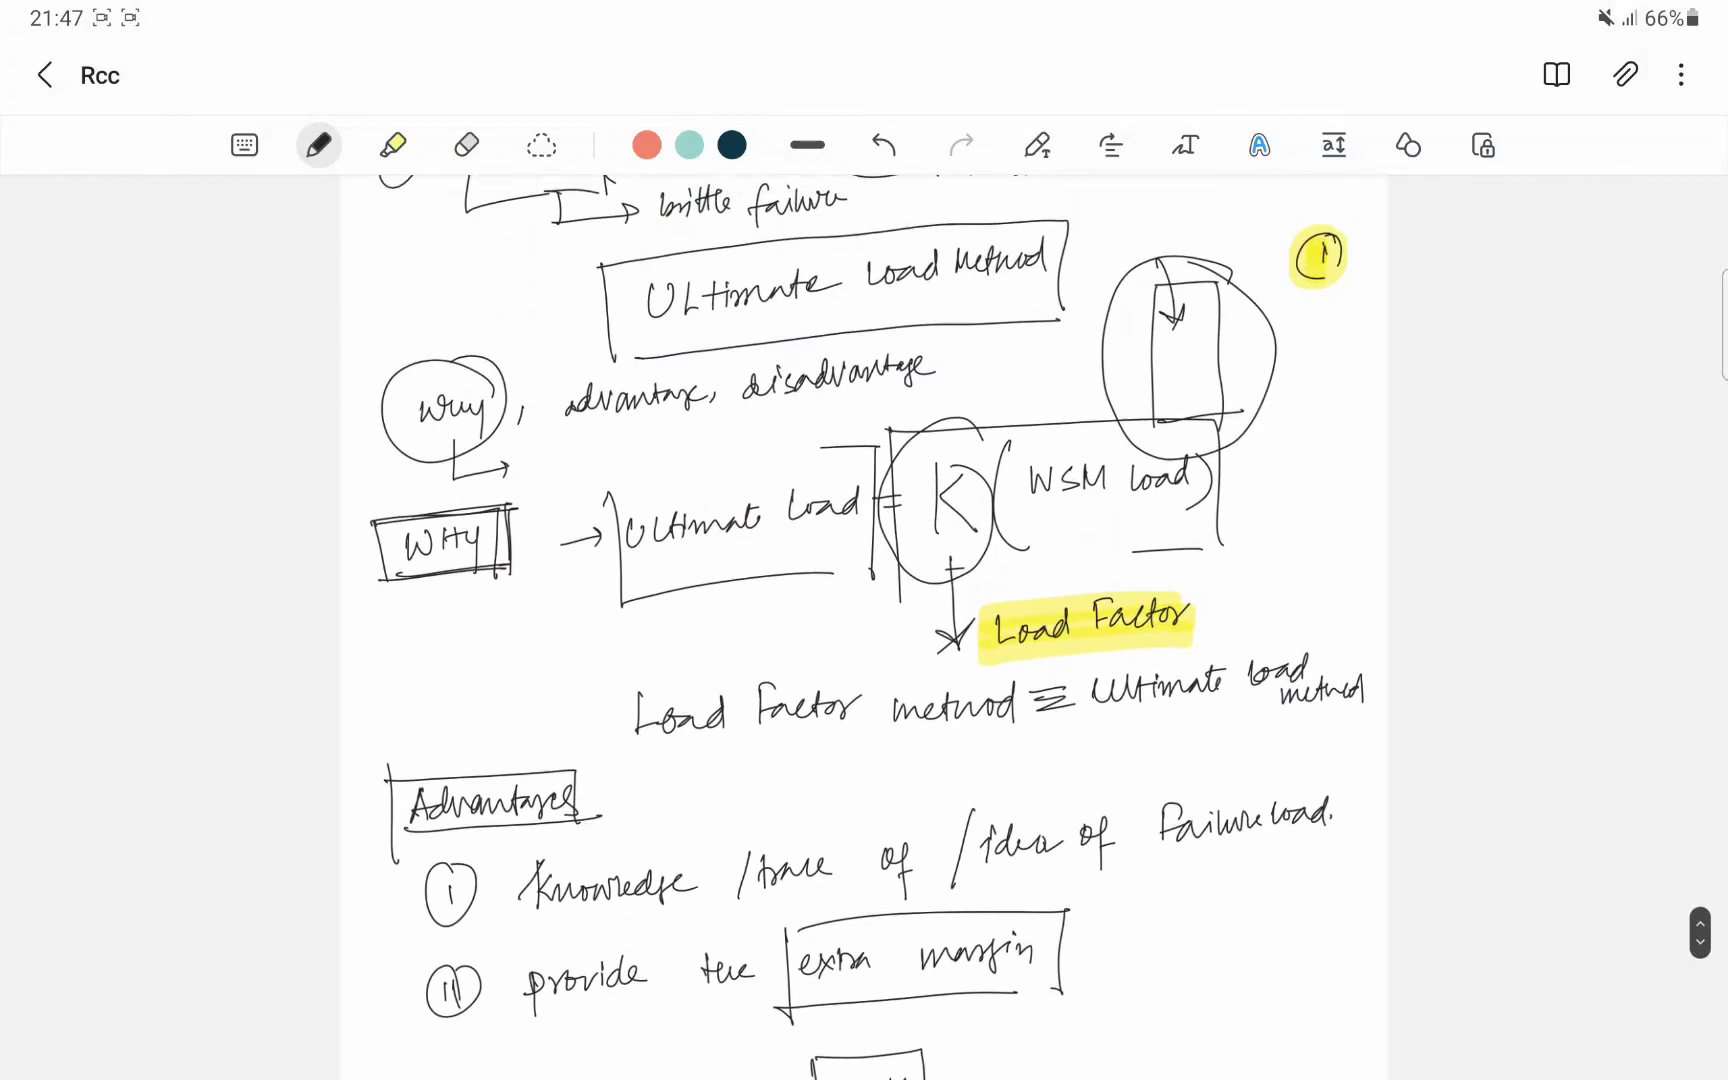 21:47 66%
Rcc
brittle failure
Ultimate Load Method
Why, advantage, disadvantage
WHY → Ultimate Load = K (WSM load)
Load Factor
Load Factor method ≡ Ultimate load method
Advantages
i knowledge / trace of / idea of Failure load.
ii provide the extra margin